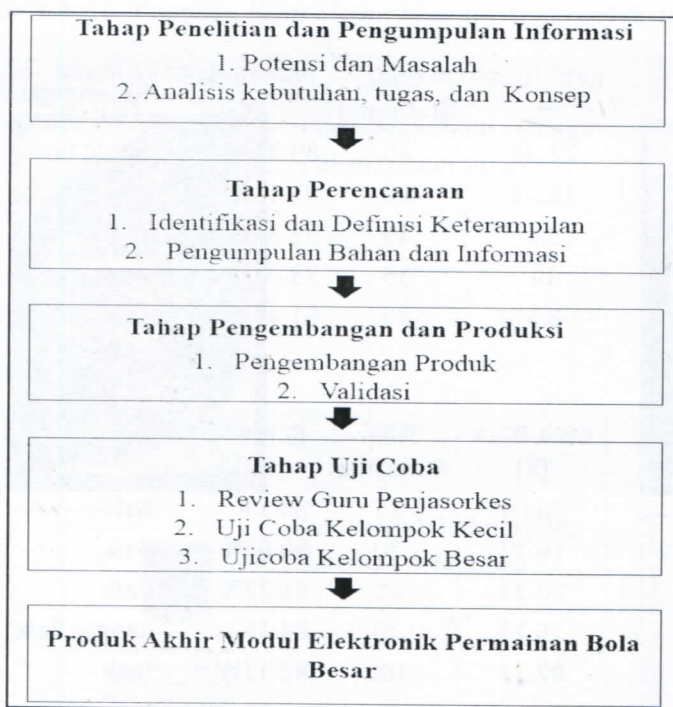 Tahap Penelitian dan Pengumpulan Informasi
1. Potensi dan Masalah
2. Analisis kebutuhan, tugas, dan Konsep
Tahap Perencanaan
1. Identifikasi dan Definisi Keterampilan
2. Pengumpulan Bahan dan Informasi
Tahap Pengembangan dan Produksi
1. Pengembangan Produk
2. Validasi
Tahap Uji Coba
1. Review Guru Penjasorkes
2. Uji Coba Kelompok Kecil
3. Ujicoba Kelompok Besar
Produk Akhir Modul Elektronik Permainan Bola
Besar